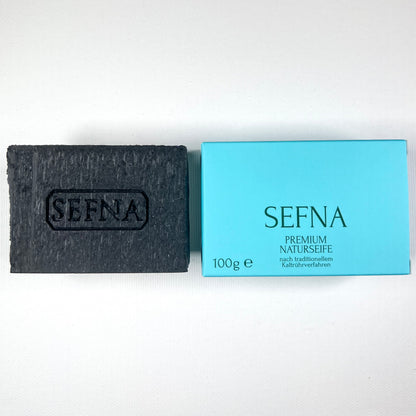 SEFNA
SEFNA
PREMIUM
NATURSEIFE
nach traditionellem
Kaltrührverfahren
100g ℮